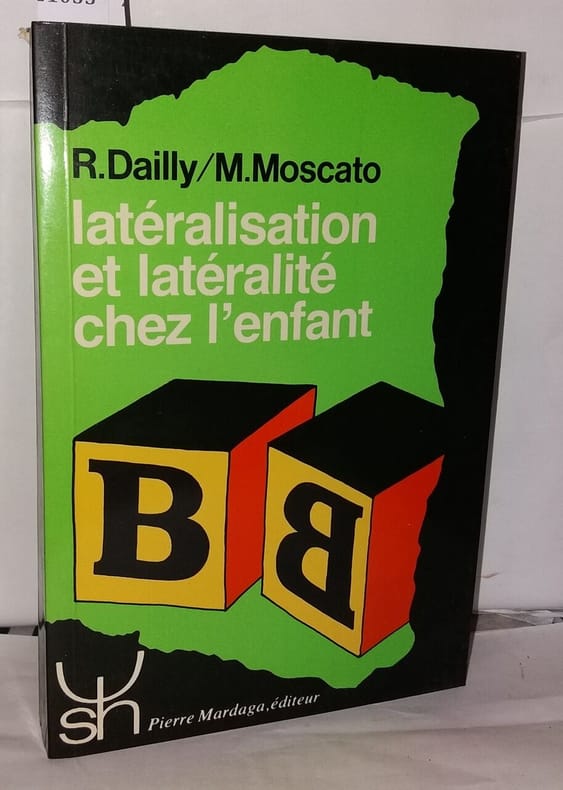 R.Dailly/M.Moscato
latéralisation
et latéralité
chez l'enfant
B B
ψ
sh
Pierre Mardaga, éditeur